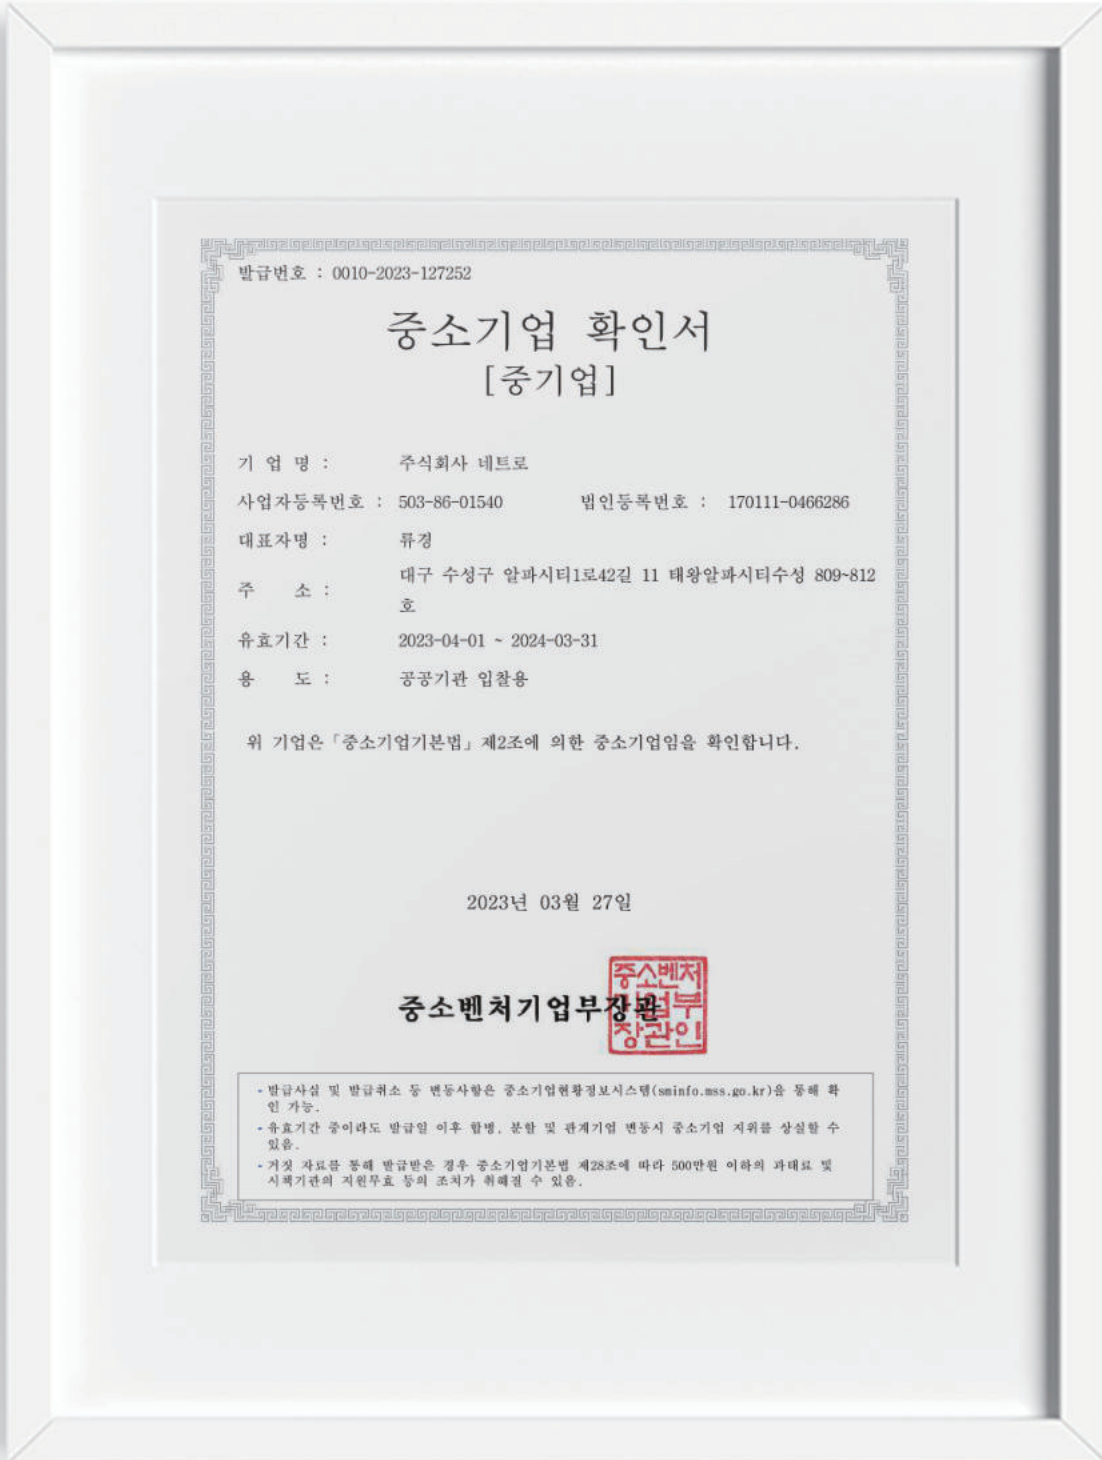 발급번호 : 0010-2023-127252
중소기업 확인서
[중기업]
기 업 명 : 주식회사 네트로
사업자등록번호 : 503-86-01540 법인등록번호 : 170111-0466286
대표자명 : 류경
주 소 : 대구 수성구 알파시티1로42길 11 태왕알파시티수성 809~812
호
유효기간 : 2023-04-01 ~ 2024-03-31
용 도 : 공공기관 입찰용
위 기업은「중소기업기본법」제2조에 의한 중소기업임을 확인합니다.
2023년 03월 27일
중소벤처기업부장관
중소벤처
기업부
장관인
- 발급사실 및 발급취소 등 변동사항은 중소기업현황정보시스템(sminfo.mss.go.kr)을 통해 확
인 가능.
- 유효기간 중이라도 발급일 이후 합병, 분할 및 관계기업 변동시 중소기업 지위를 상실할 수
있음.
- 거짓 자료를 통해 발급받은 경우 중소기업기본법 제28조에 따라 500만원 이하의 과태료 및
시책기관의 지원무효 등의 조치가 취해질 수 있음.